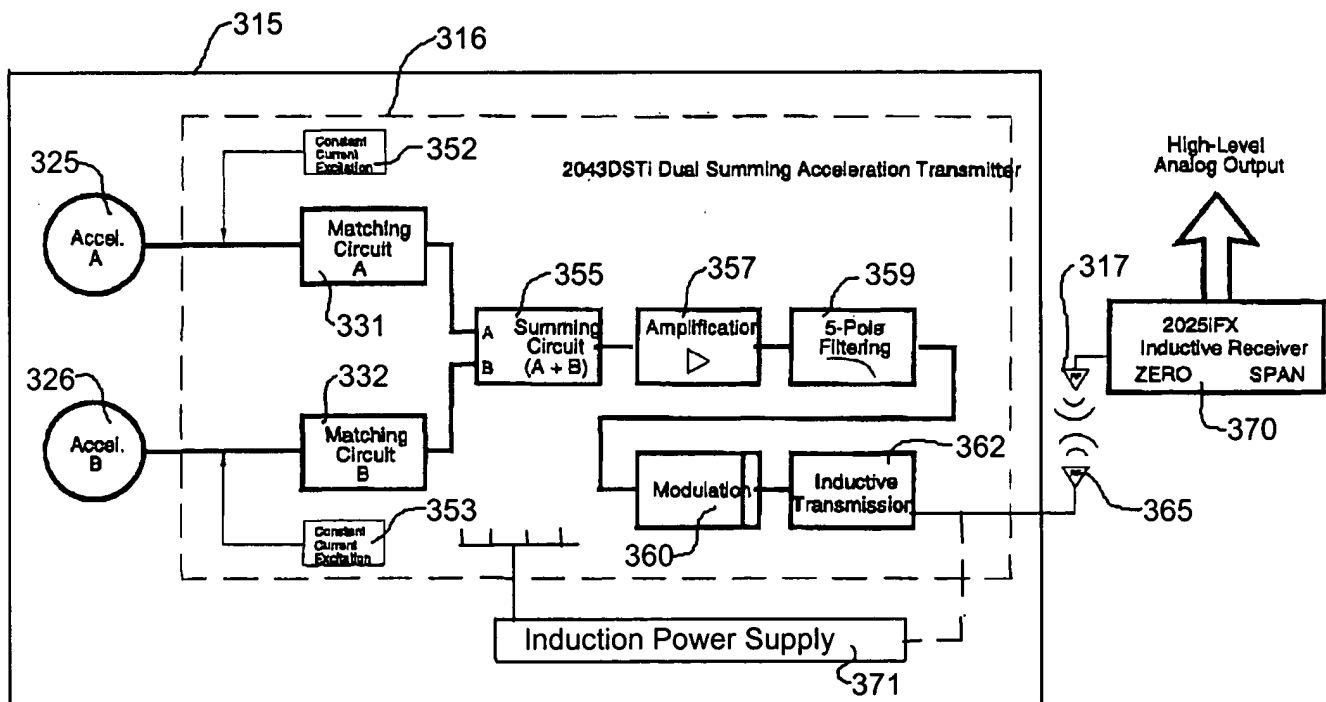 315
316
Constant
Current
Excitation
352
325
2043DSTi Dual Summing Acceleration Transmitter
High-Level
Analog Output
Accel.
A
Matching
Circuit
A
331
355
357
359
317
A
B
Summing
Circuit
(A + B)
Amplification
5-Pole
Filtering
2025iFX
Inductive Receiver
ZERO SPAN
370
326
332
Accel.
B
Matching
Circuit
B
362
Modulation
360
Inductive
Transmission
365
RF
RF
353
Constant
Current
Excitation
Induction Power Supply
371